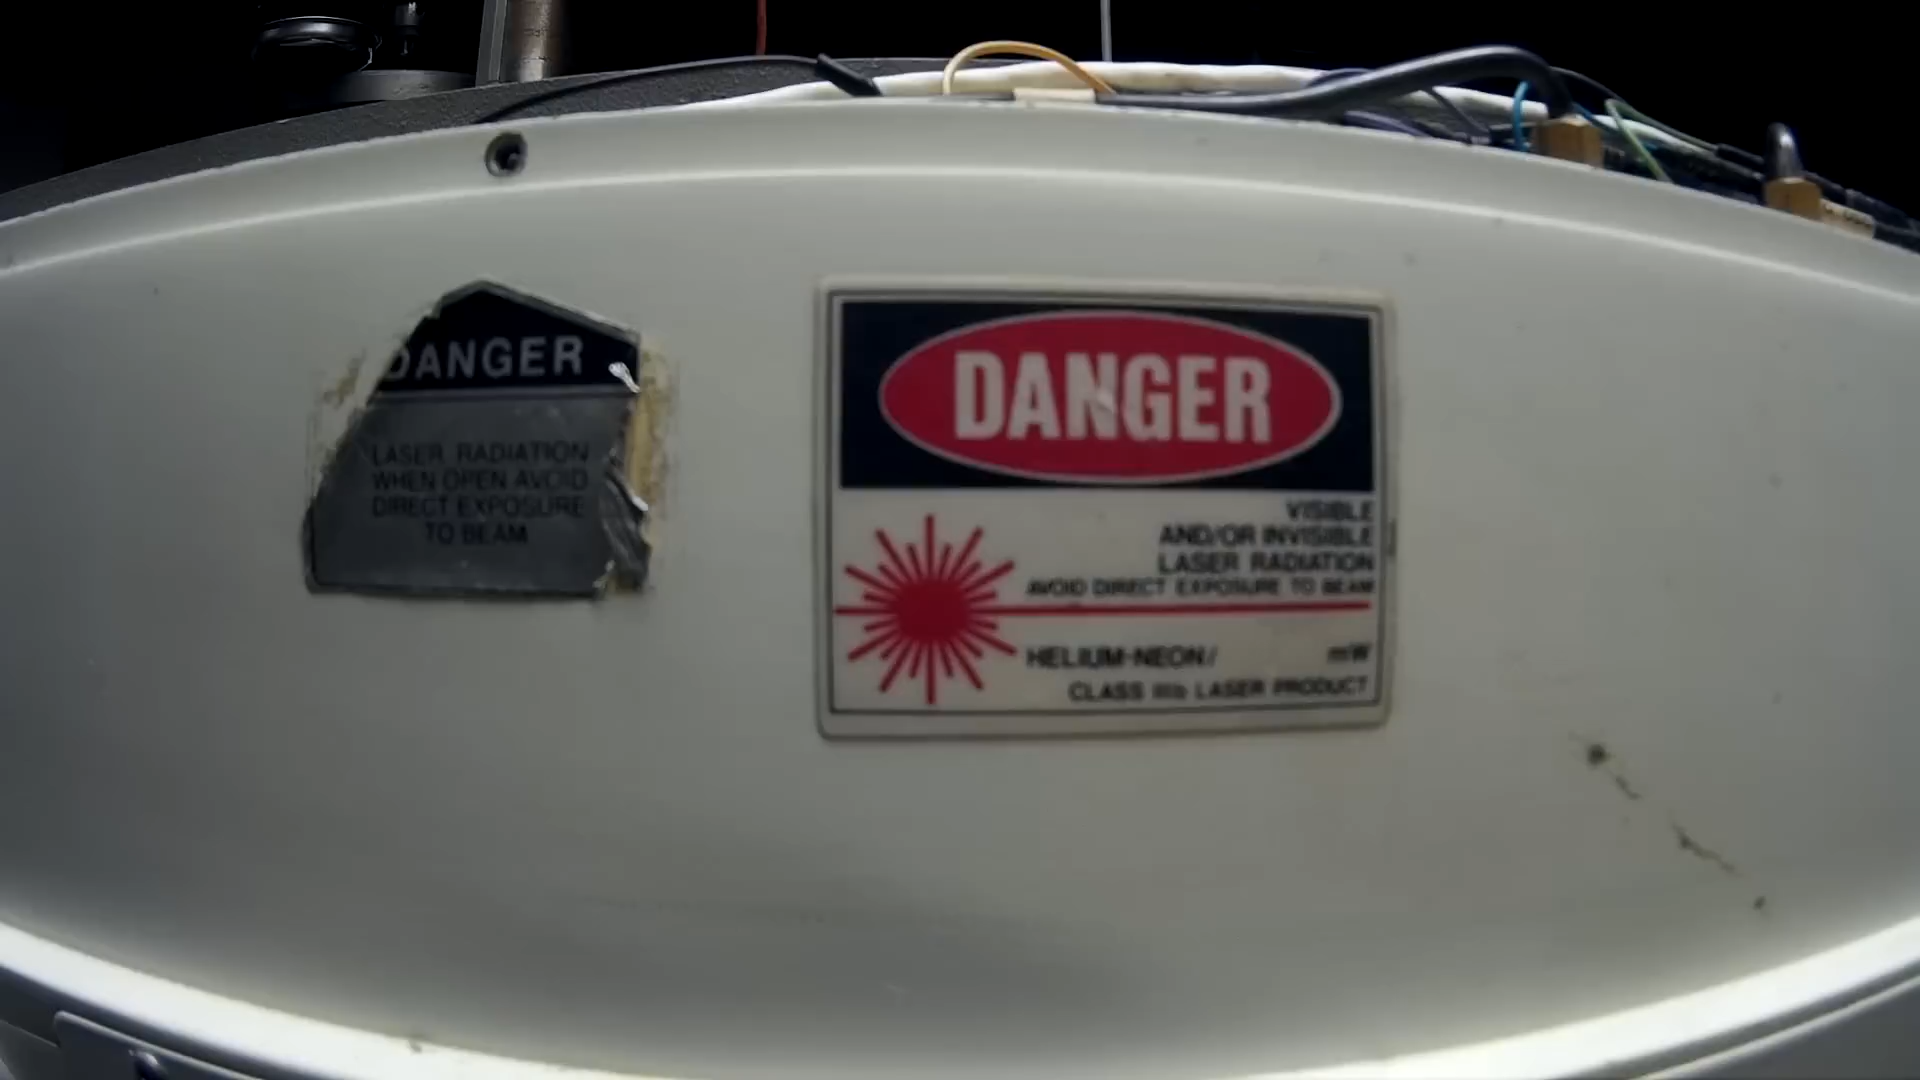 DANGER
LASER RADIATION
WHEN OPEN AVOID
DIRECT EXPOSURE
TO BEAM
DANGER
VISIBLE
AND/OR INVISIBLE
LASER RADIATION
AVOID DIRECT EXPOSURE TO BEAM
HELIUM-NEON/ mW
CLASS IIIb LASER PRODUCT